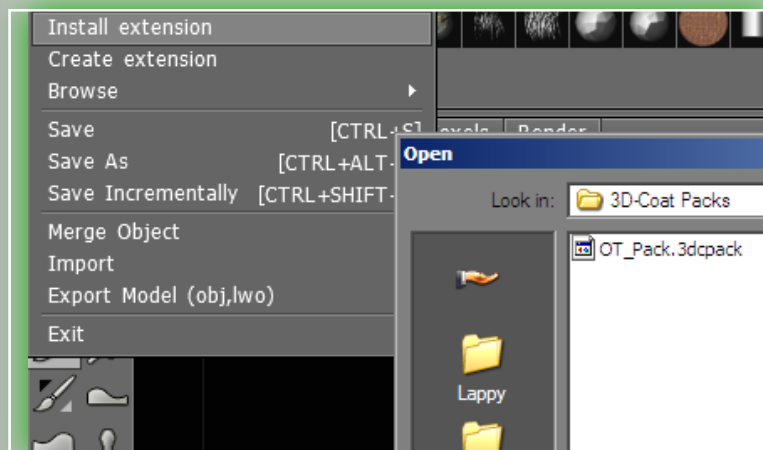 Install extension
Create extension
Browse
Save [CTRL+S]
Save As [CTRL+ALT-
Save Incrementally [CTRL+SHIFT-
Merge Object
Import
Export Model (obj,lwo)
Exit
Render
Open
Look in: 3D-Coat Packs
OT_Pack.3dcpack
Lappy